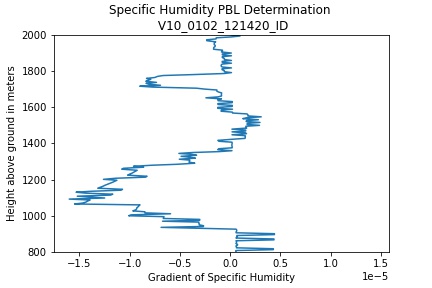 Specific Humidity PBL Determination
V10_0102_121420_ID
2000
1800
1600
1400
1200
1000
800
Height above ground in meters
−1.5 −1.0 −0.5 0.0 0.5 1.0 1.5
1e−5
Gradient of Specific Humidity